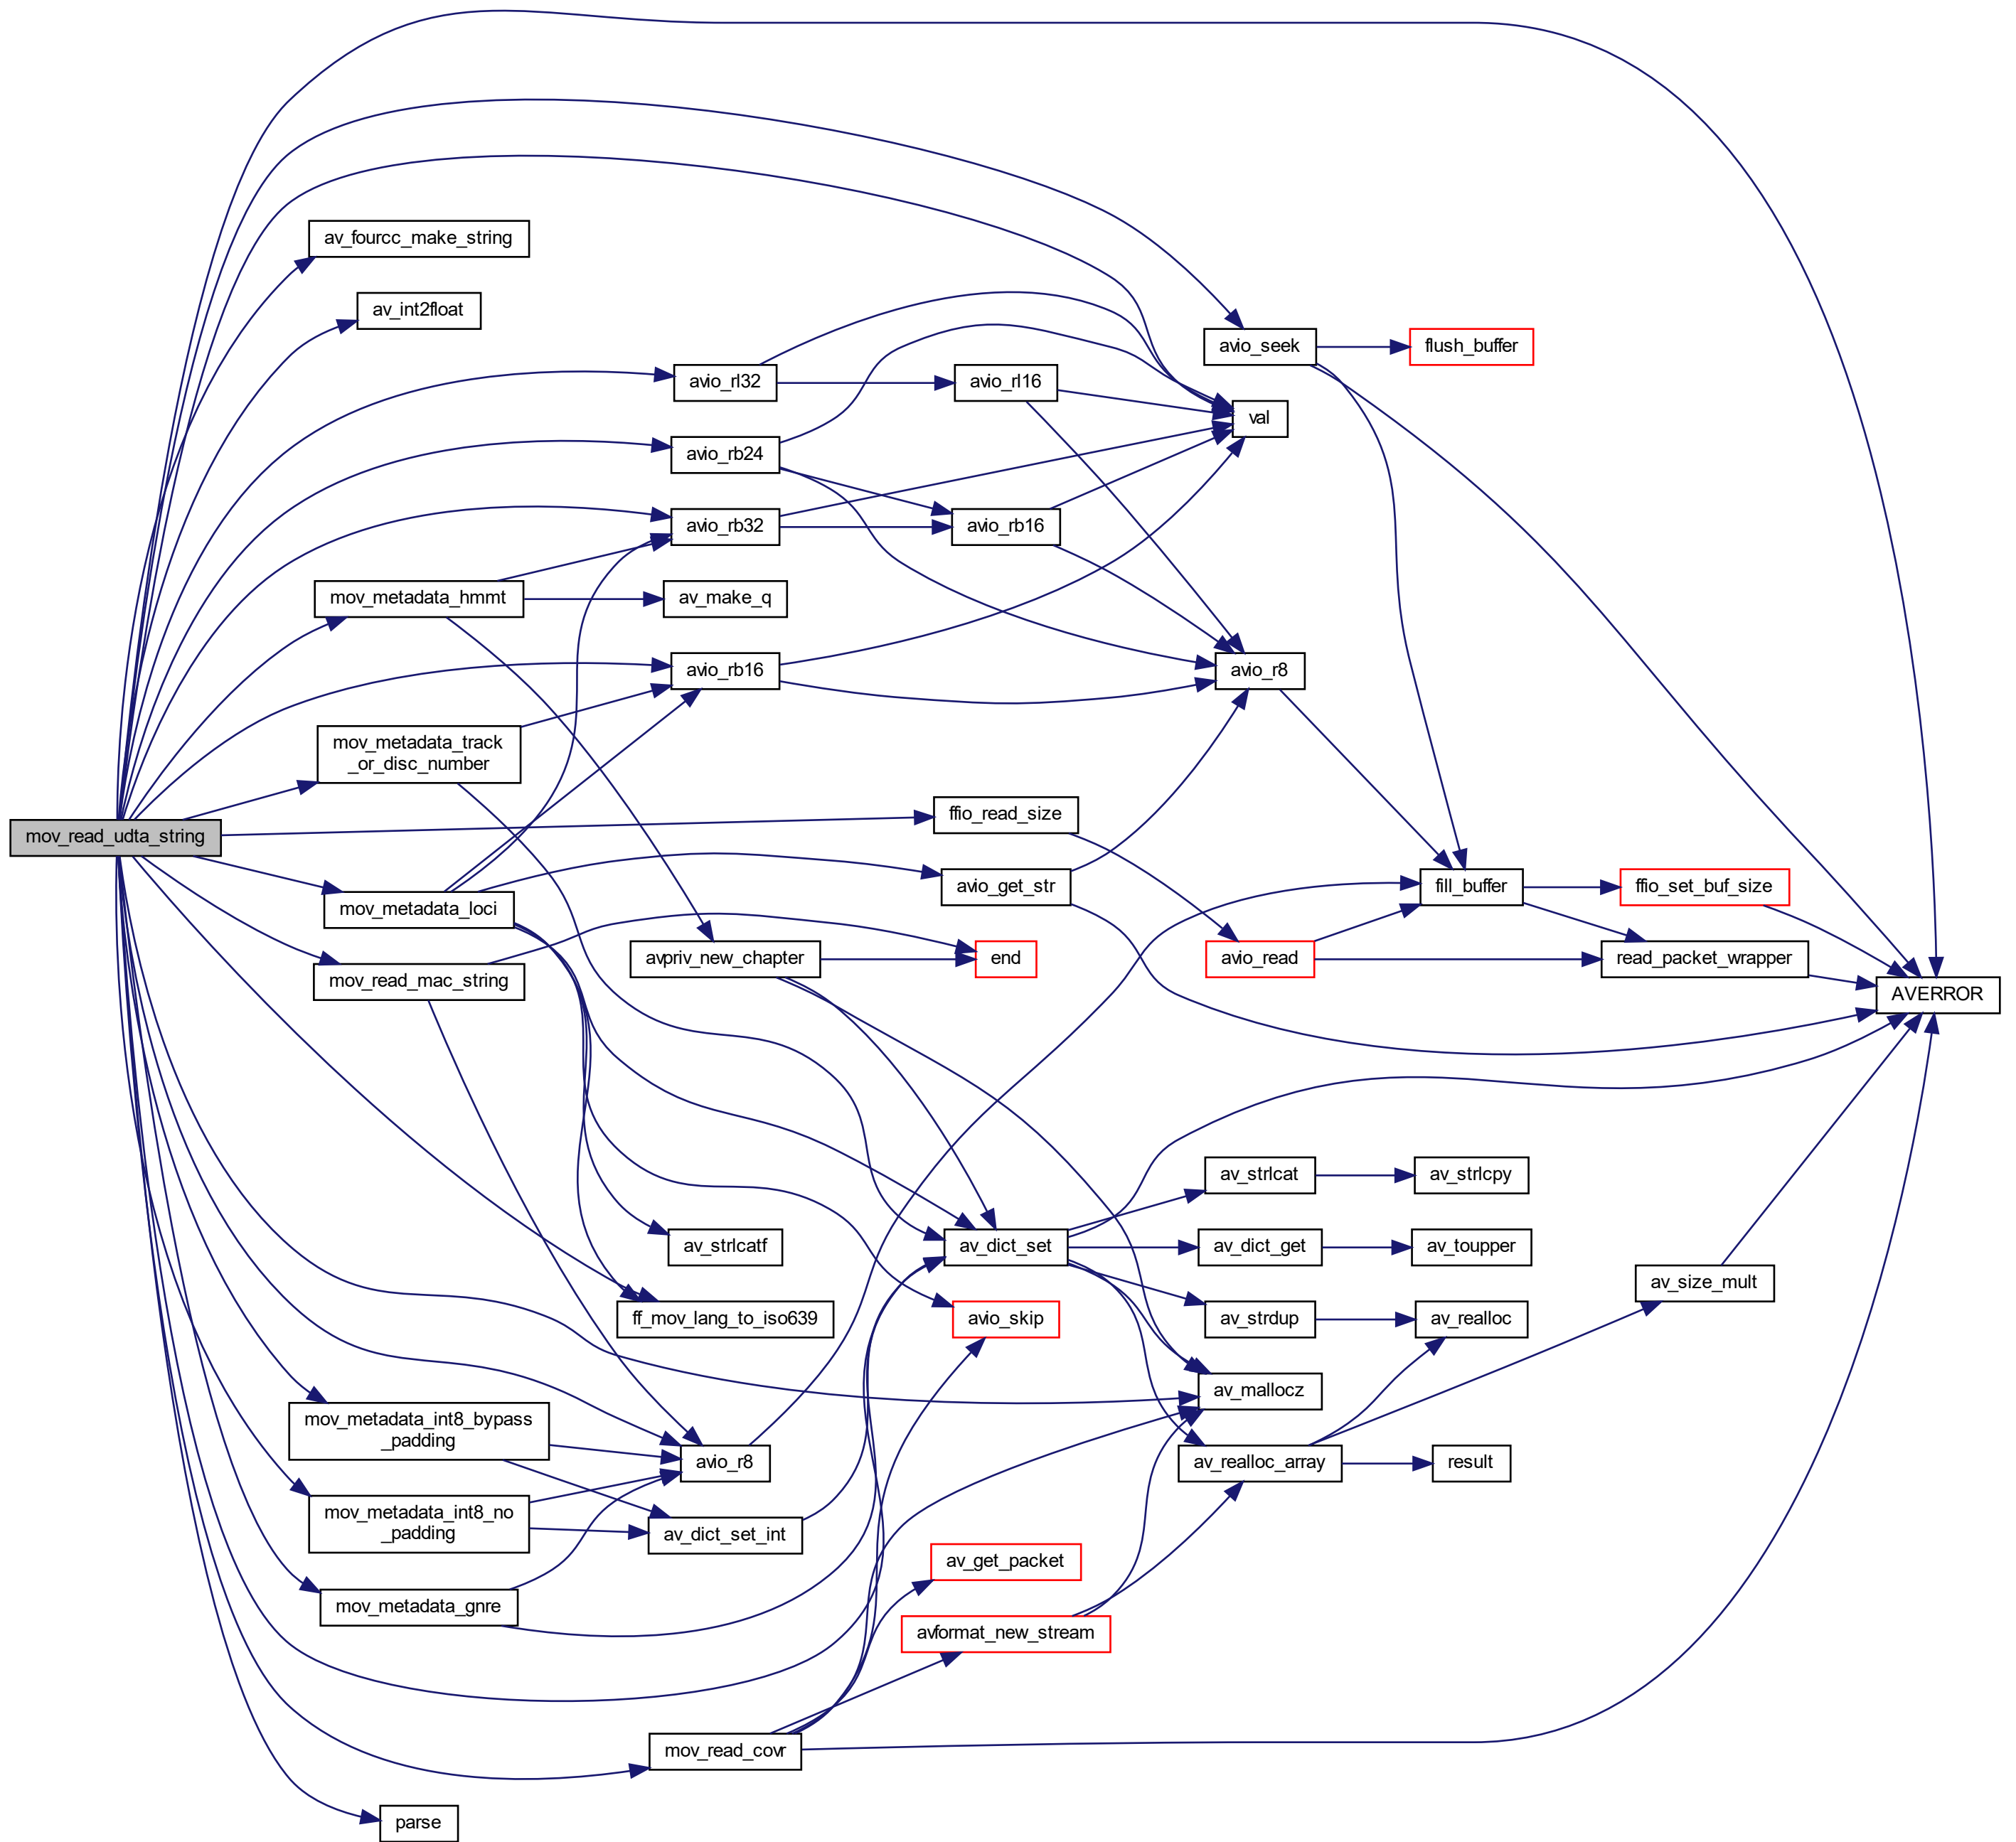 av_fourcc_make_string
av_int2float
avio_seek
flush_buffer
avio_rl32
avio_rl16
val
avio_rb24
avio_rb32
avio_rb16
mov_metadata_hmmt
av_make_q
avio_rb16
avio_r8
mov_metadata_track
_or_disc_number
mov_read_udta_string
ffio_read_size
mov_metadata_loci
avio_get_str
fill_buffer
ffio_set_buf_size
mov_read_mac_string
avpriv_new_chapter
end
avio_read
read_packet_wrapper
AVERROR
av_strlcat
av_strlcpy
av_strlcatf
av_dict_set
av_dict_get
av_toupper
av_size_mult
ff_mov_lang_to_iso639
avio_skip
av_strdup
av_realloc
av_mallocz
mov_metadata_int8_bypass
_padding
avio_r8
av_realloc_array
result
mov_metadata_int8_no
_padding
av_dict_set_int
av_get_packet
mov_metadata_gnre
avformat_new_stream
mov_read_covr
parse